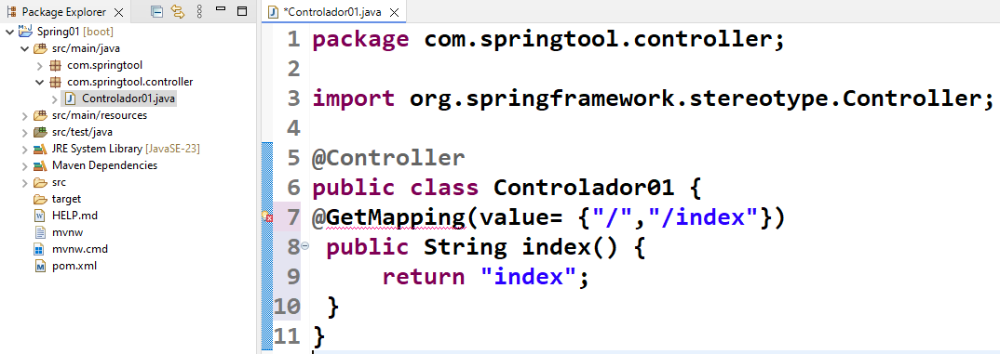 Package Explorer
Spring01 [boot]
src/main/java
com.springtool
com.springtool.controller
Controlador01.java
src/main/resources
src/test/java
JRE System Library [JavaSE-23]
Maven Dependencies
src
target
HELP.md
mvnw
mvnw.cmd
pom.xml
*Controlador01.java
1 package com.springtool.controller;
2
3 import org.springframework.stereotype.Controller;
4
5 @Controller
6 public class Controlador01 {
7 @GetMapping(value= {"/","/index"})
8 public String index() {
9 return "index";
10 }
11 }